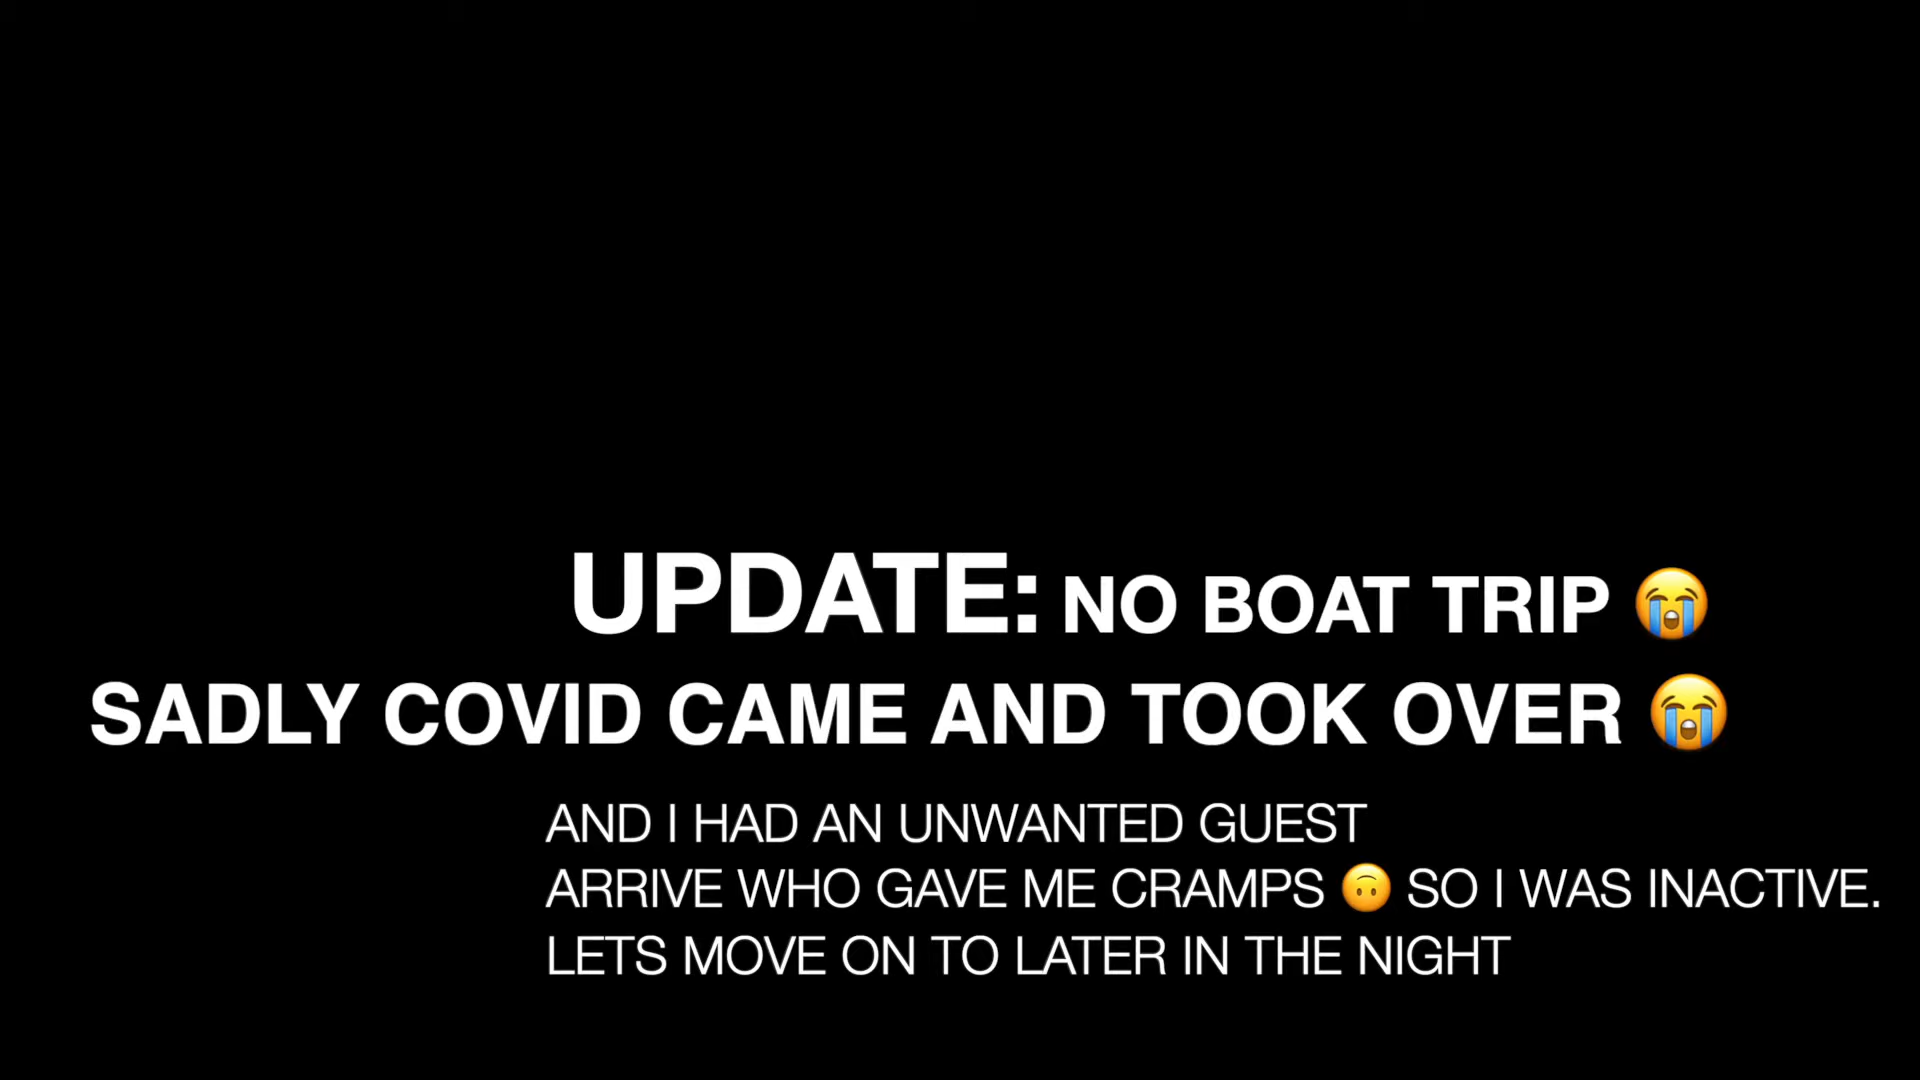 UPDATE: NO BOAT TRIP 😭
SADLY COVID CAME AND TOOK OVER 😭
AND I HAD AN UNWANTED GUEST
ARRIVE WHO GAVE ME CRAMPS 🙃 SO I WAS INACTIVE.
LETS MOVE ON TO LATER IN THE NIGHT